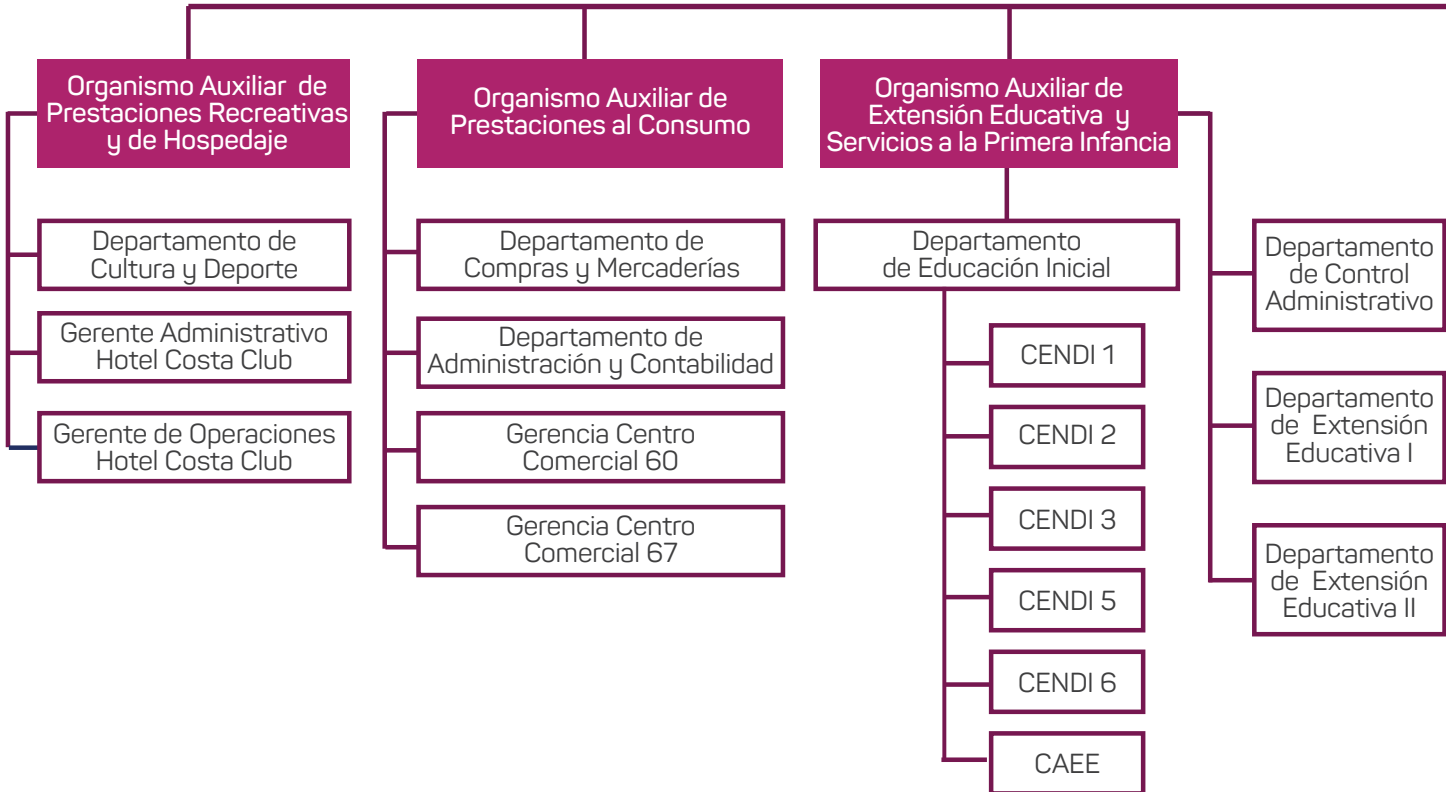 Organismo Auxiliar de
Prestaciones Recreativas
y de Hospedaje
Departamento de
Cultura y Deporte
Gerente Administrativo
Hotel Costa Club
Gerente de Operaciones
Hotel Costa Club
Organismo Auxiliar de
Prestaciones al Consumo
Departamento de
Compras y Mercaderías
Departamento de
Administración y Contabilidad
Gerencia Centro
Comercial 60
Gerencia Centro
Comercial 67
Organismo Auxiliar de
Extensión Educativa y
Servicios a la Primera Infancia
Departamento
de Educación Inicial
CENDI 1
CENDI 2
CENDI 3
CENDI 5
CENDI 6
CAEE
Departamento
de Control
Administrativo
Departamento
de Extensión
Educativa I
Departamento
de Extensión
Educativa II